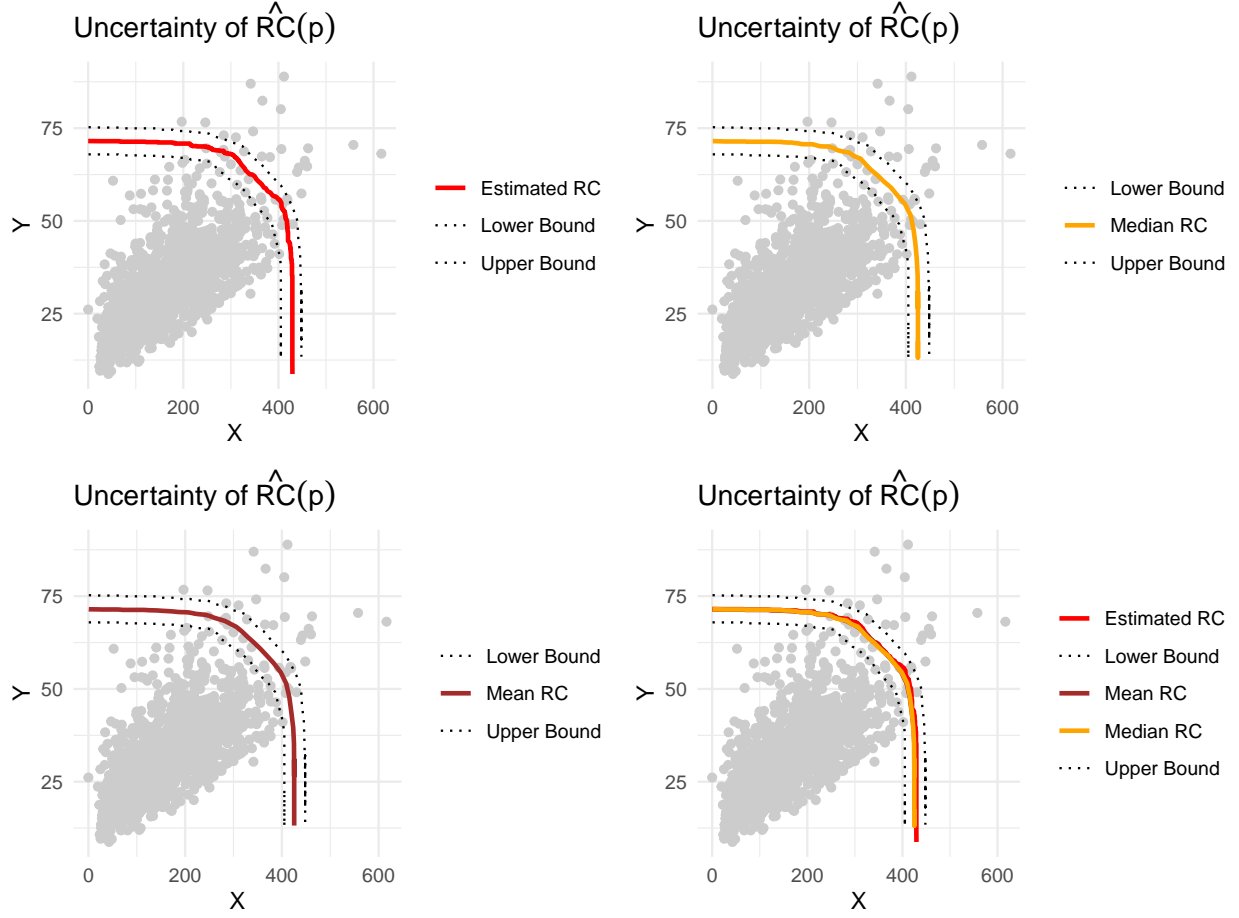 Uncertainty of R̂C(p)
75
50
25
Y
0 200 400 600
X
Estimated RC
Lower Bound
Upper Bound
Uncertainty of R̂C(p)
75
50
25
Y
0 200 400 600
X
Lower Bound
Median RC
Upper Bound
Uncertainty of R̂C(p)
75
50
25
Y
0 200 400 600
X
Lower Bound
Mean RC
Upper Bound
Uncertainty of R̂C(p)
75
50
25
Y
0 200 400 600
X
Estimated RC
Lower Bound
Mean RC
Median RC
Upper Bound